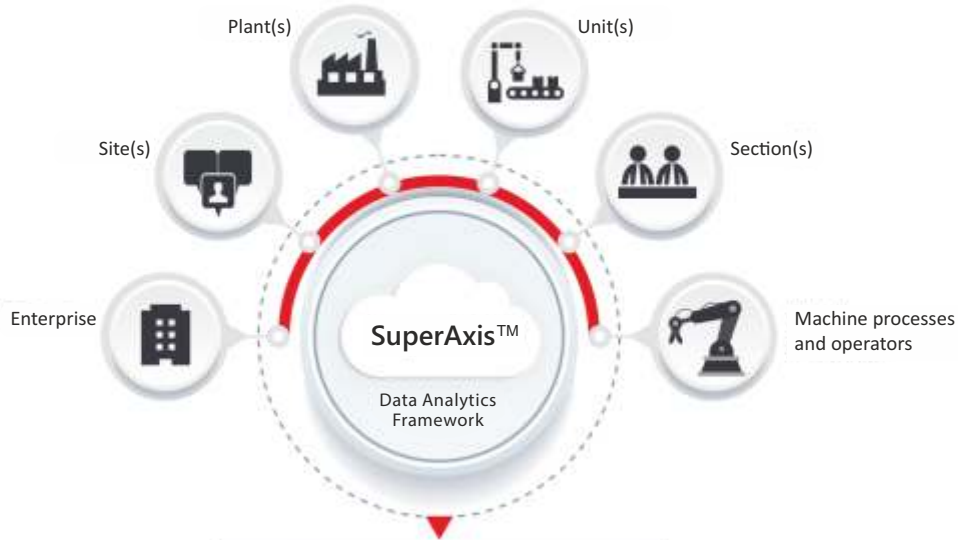 Plant(s)
Unit(s)
Site(s)
Section(s)
Enterprise
Machine processes
and operators
SuperAxis™
Data Analytics
Framework